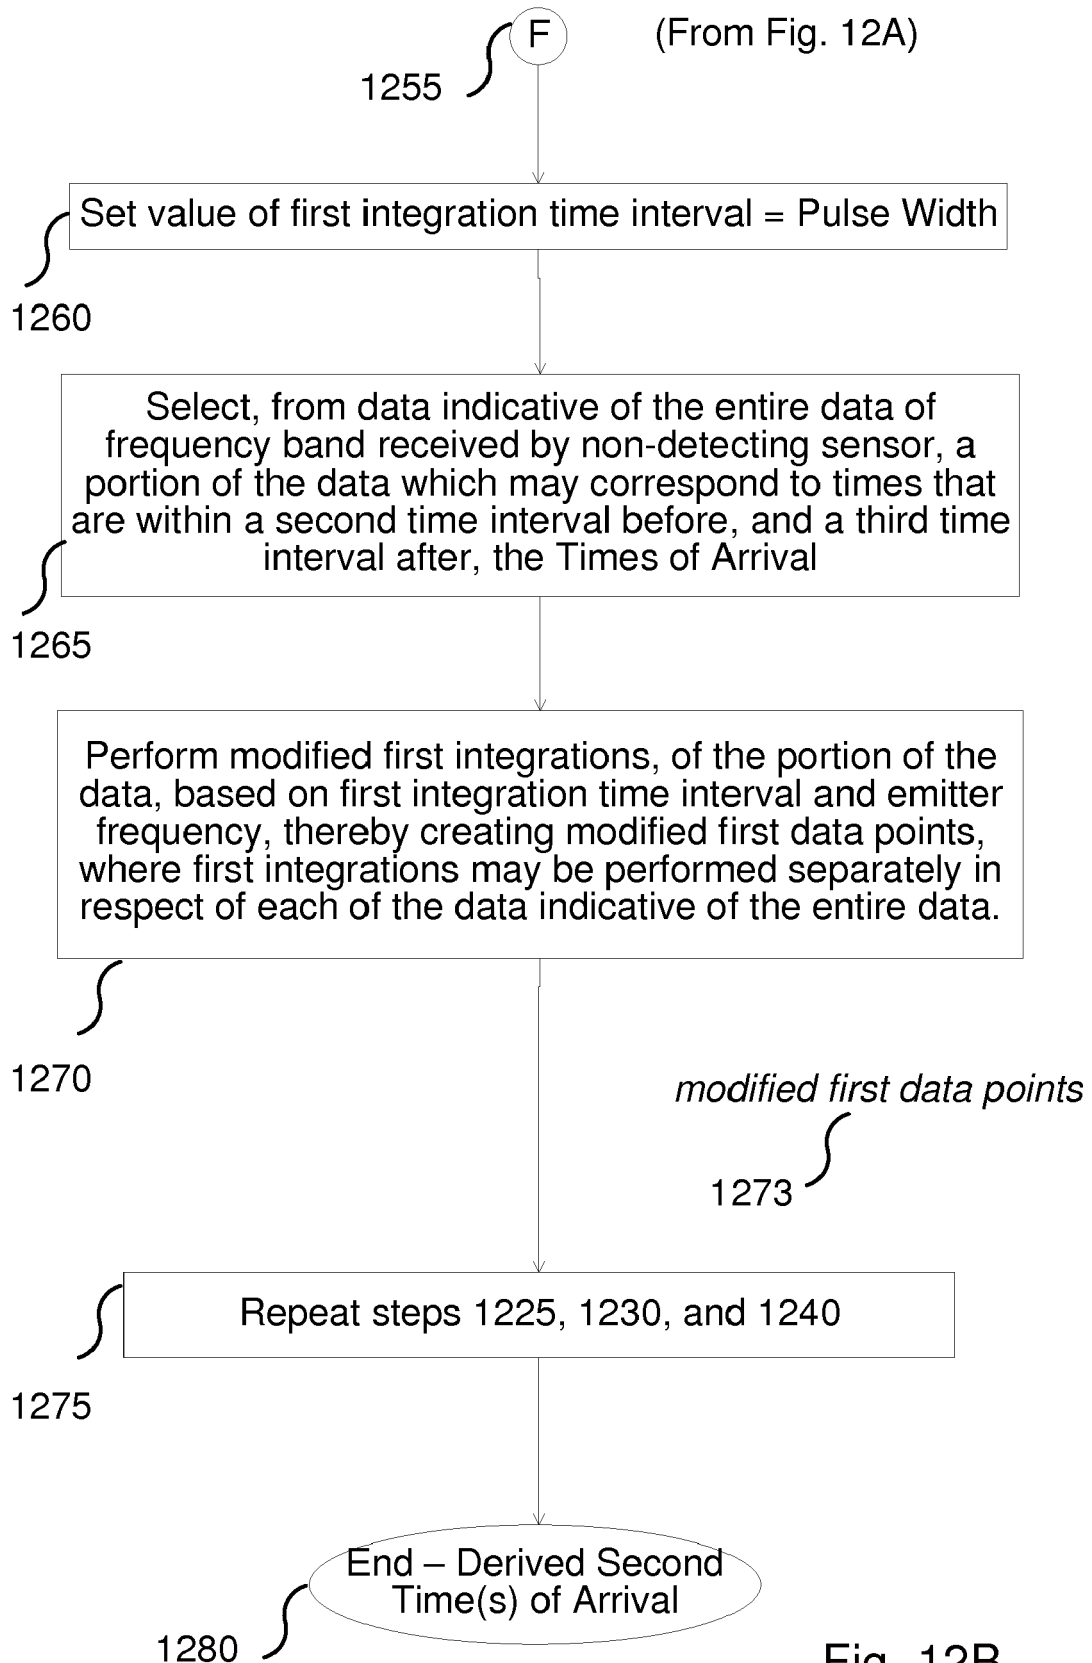 F
(From Fig. 12A)
1255
Set value of first integration time interval = Pulse Width
1260
Select, from data indicative of the entire data of
frequency band received by non-detecting sensor, a
portion of the data which may correspond to times that
are within a second time interval before, and a third time
interval after, the Times of Arrival
1265
Perform modified first integrations, of the portion of the
data, based on first integration time interval and emitter
frequency, thereby creating modified first data points,
where first integrations may be performed separately in
respect of each of the data indicative of the entire data.
1270
modified first data points
1273
Repeat steps 1225, 1230, and 1240
1275
End – Derived Second
Time(s) of Arrival
1280
Fig. 12B